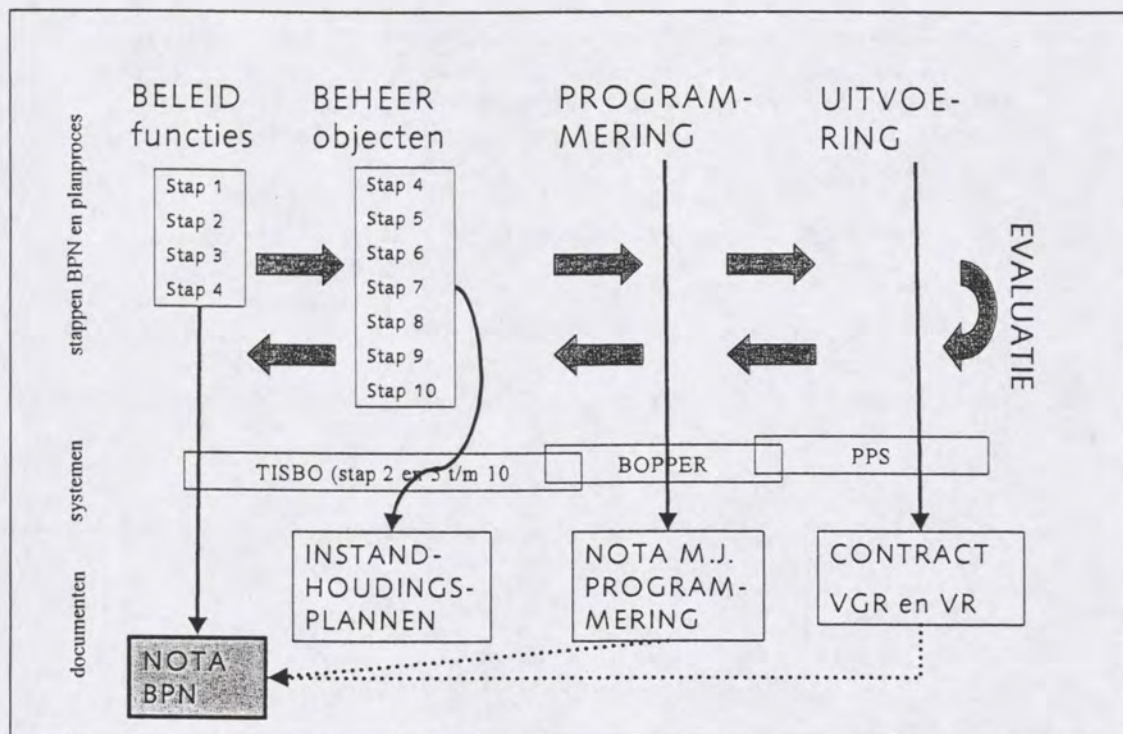 BELEID
functies
BEHEER
objecten
PROGRAM-
MERING
UITVOE-
RING
stappen BPN en planproces
Stap 1
Stap 2
Stap 3
Stap 4
Stap 4
Stap 5
Stap 6
Stap 7
Stap 8
Stap 9
Stap 10
EVALUATIE
systemen
TISBO (stap 2 en 5 t/m 10
BOPPER
PPS
documenten
INSTAND-
HOUDINGS-
PLANNEN
NOTA M.J.
PROGRAM-
MERING
CONTRACT
VGR en VR
NOTA
BPN